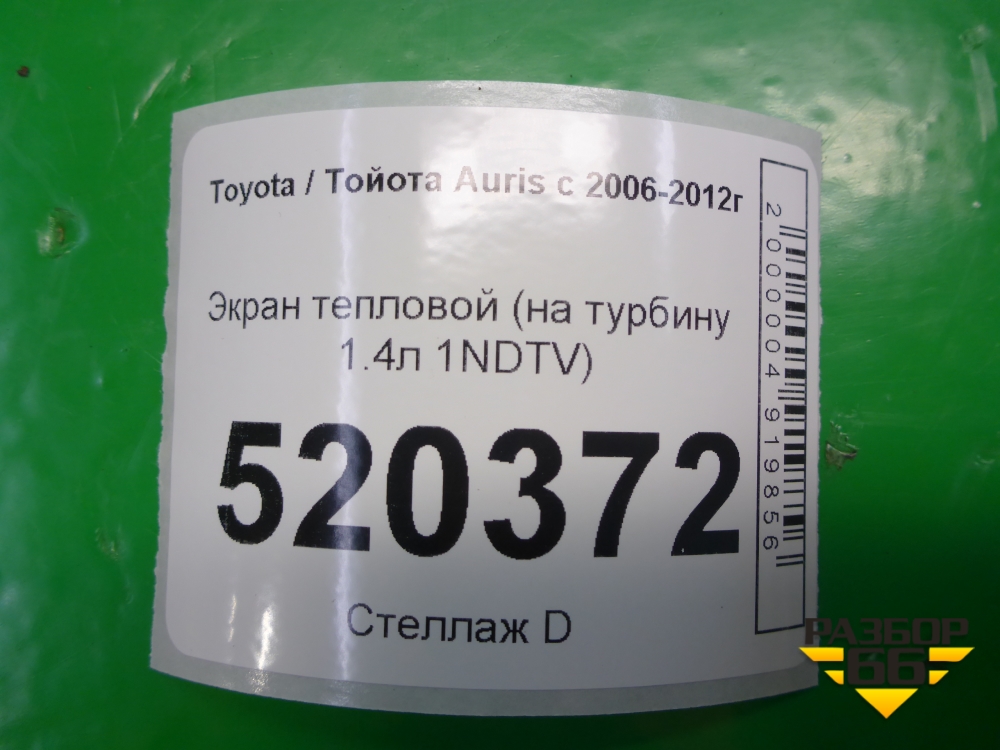 Toyota / Тойота Auris с 2006-2012г
Экран тепловой (на турбину
1.4л 1NDTV)
520372
Стеллаж D
2000004919856
РАЗБОР
66